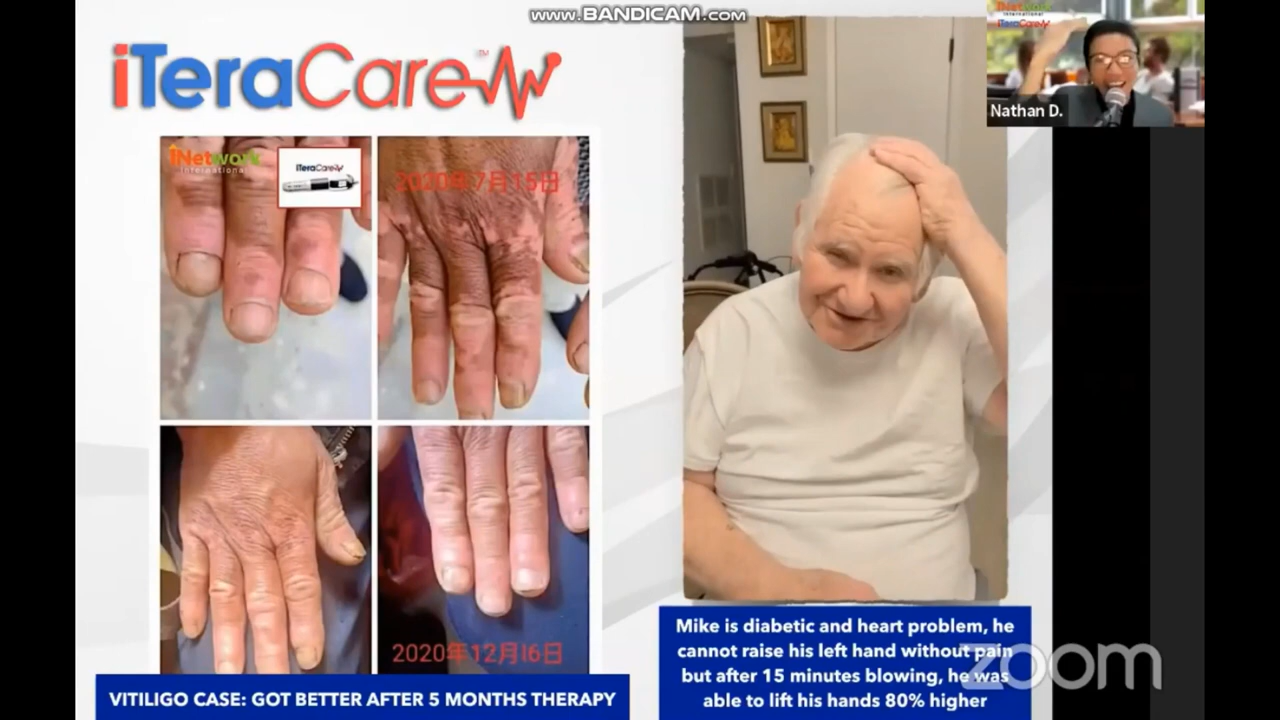 www.BANDICAM.com
iTeraCare™
iNetwork
International
iTeraCare
2020年7月15日
2020年12月16日
VITILIGO CASE: GOT BETTER AFTER 5 MONTHS THERAPY
iNetwork
International
iTeraCare
Nathan D.
Mike is diabetic and heart problem, he
cannot raise his left hand without pain
but after 15 minutes blowing, he was
able to lift his hands 80% higher
zoom